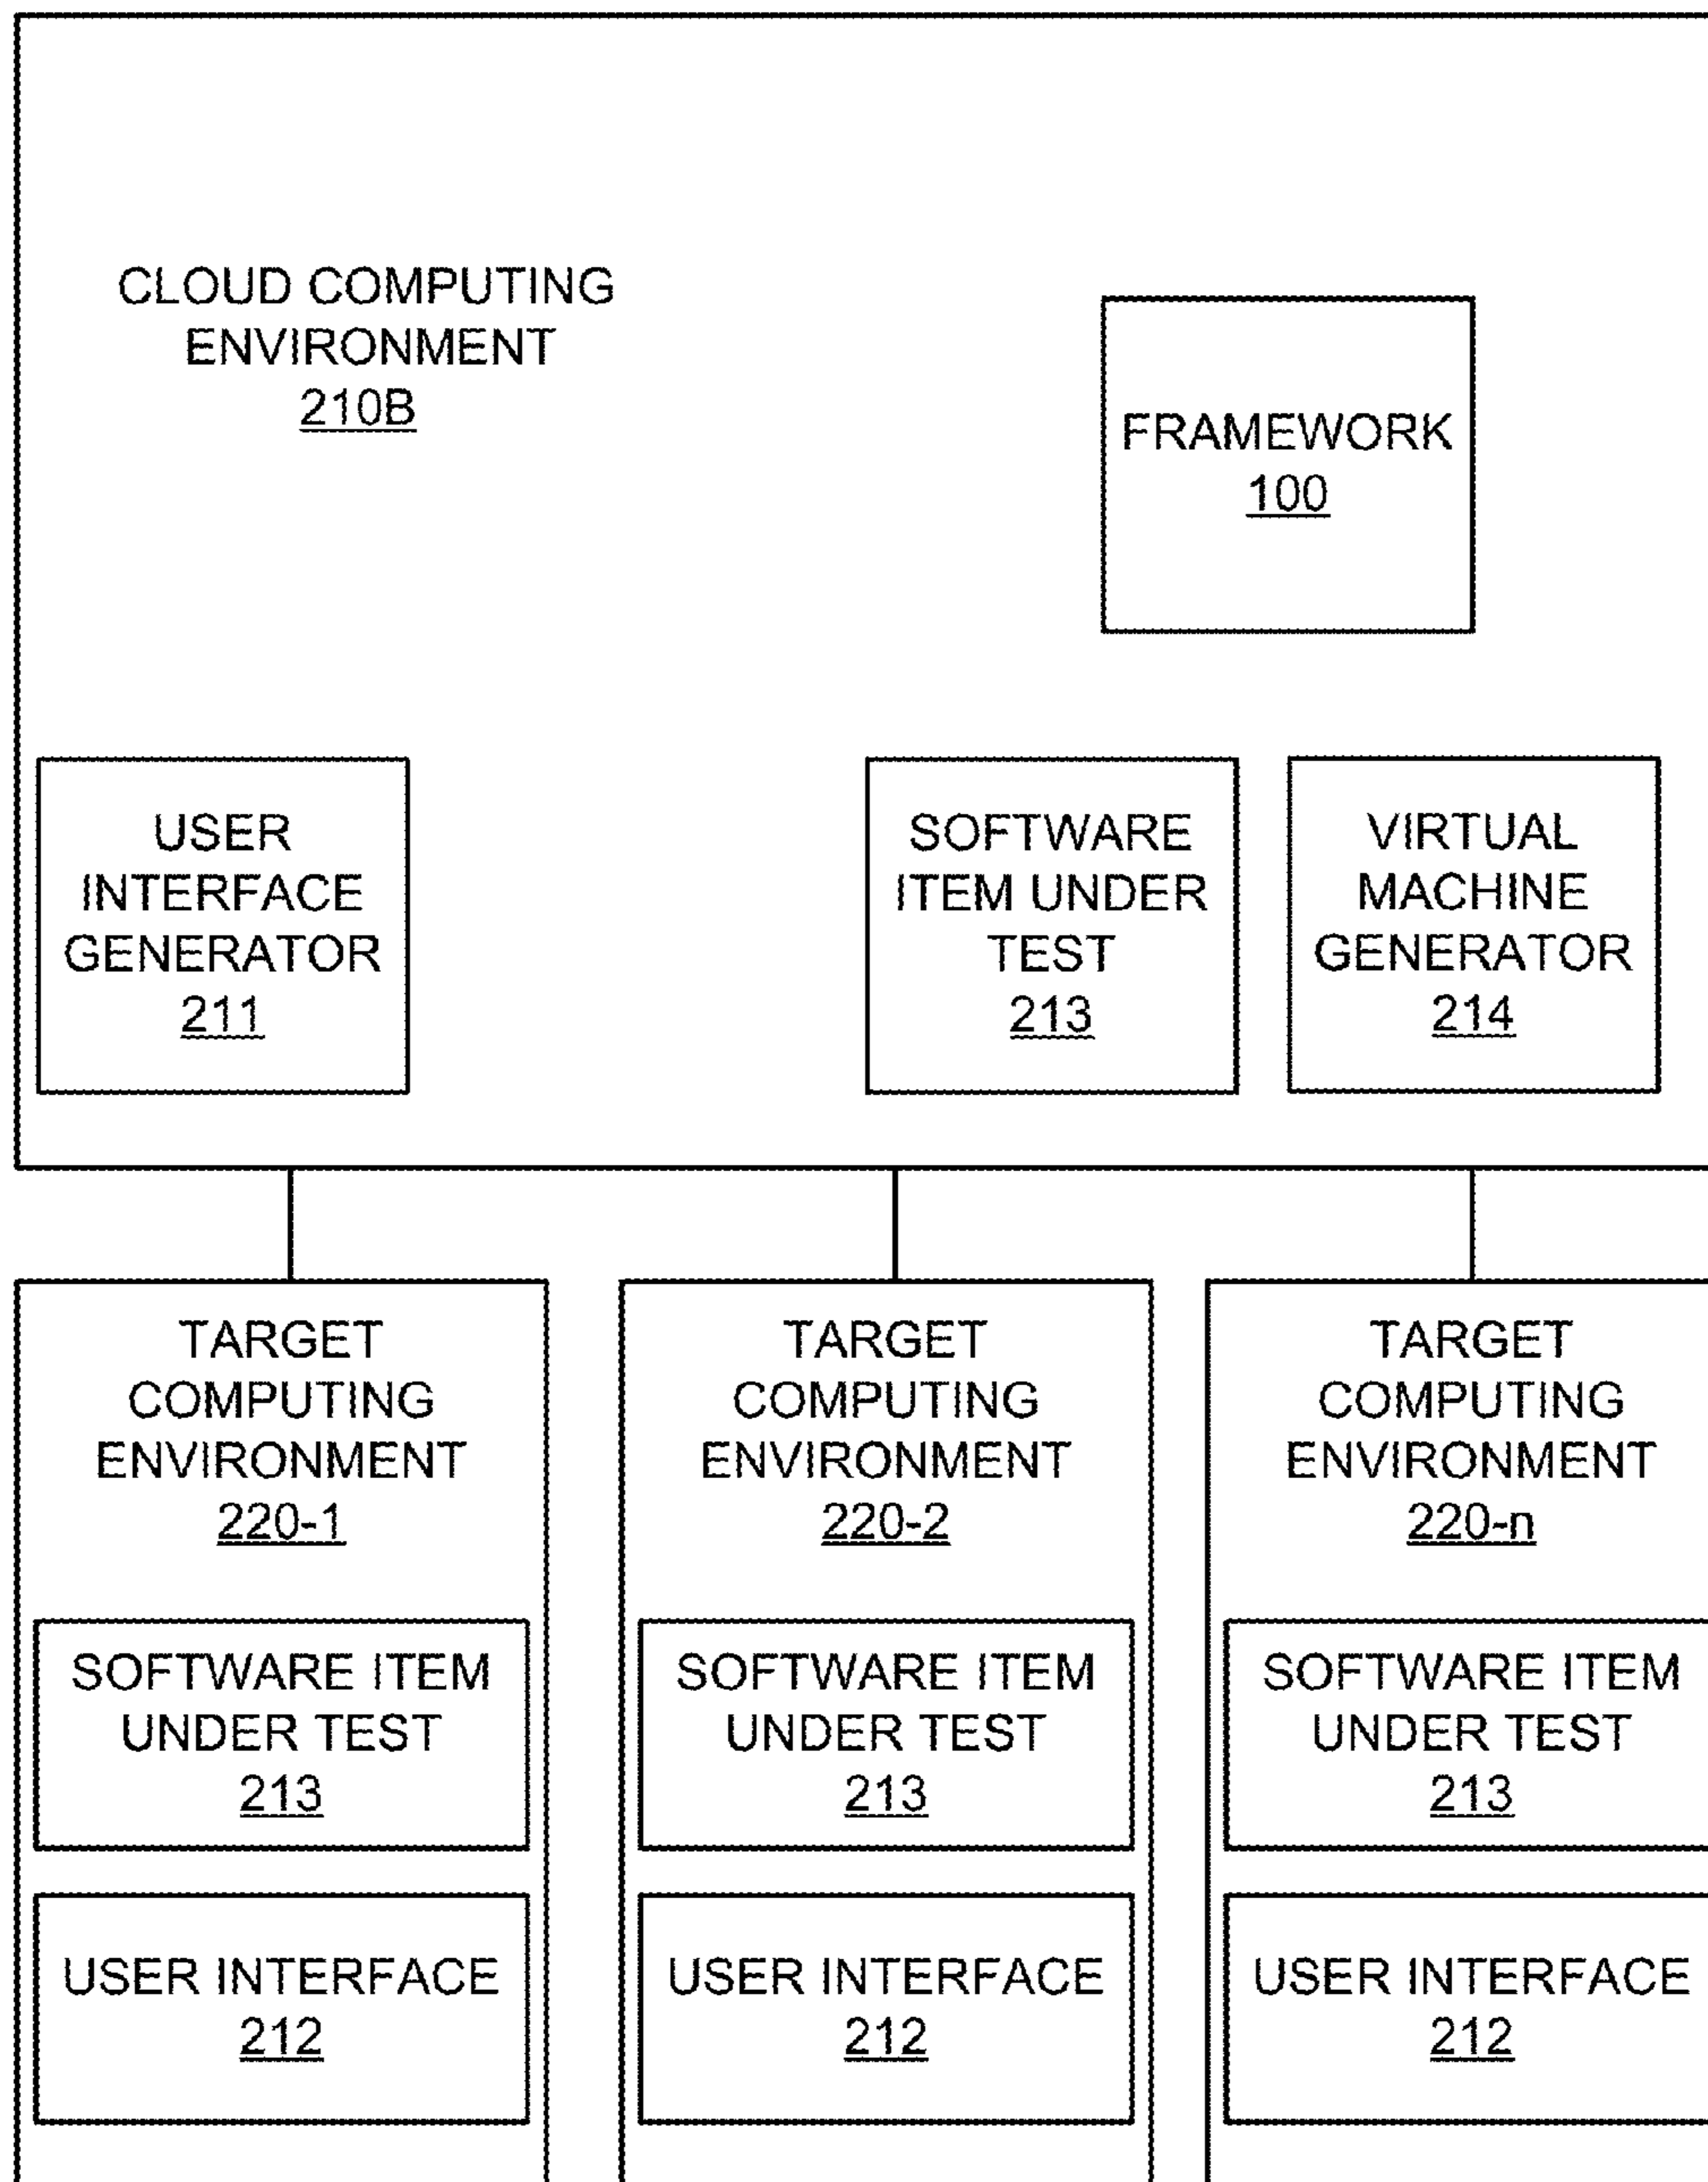 CLOUD COMPUTING
ENVIRONMENT
210B
FRAMEWORK
100
USER
INTERFACE
GENERATOR
211
SOFTWARE
ITEM UNDER
TEST
213
VIRTUAL
MACHINE
GENERATOR
214
TARGET
COMPUTING
ENVIRONMENT
220-1
SOFTWARE ITEM
UNDER TEST
213
USER INTERFACE
212
TARGET
COMPUTING
ENVIRONMENT
220-2
SOFTWARE ITEM
UNDER TEST
213
USER INTERFACE
212
TARGET
COMPUTING
ENVIRONMENT
220-n
SOFTWARE ITEM
UNDER TEST
213
USER INTERFACE
212